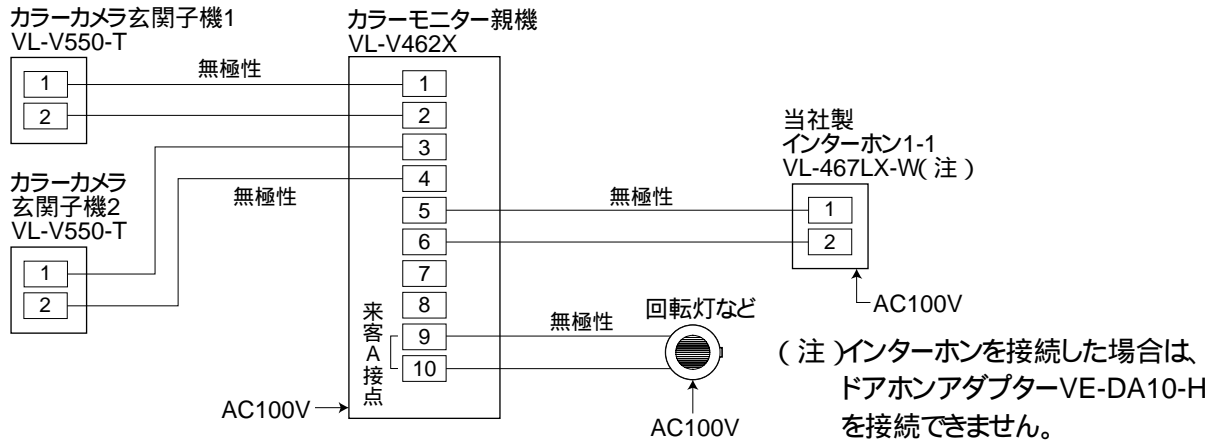 カラーカメラ玄関子機1
VL-V550-T
1
2
無極性
カラーカメラ
玄関子機2
VL-V550-T
1
2
無極性
カラーモニター親機
VL-V462X
1
2
3
4
5
6
7
8
9
10
来客A接点
AC100V
無極性
当社製
インターホン1-1
VL-467LX-W(注)
1
2
AC100V
無極性
回転灯など
AC100V
(注)インターホンを接続した場合は、
ドアホンアダプターVE-DA10-H
を接続できません。